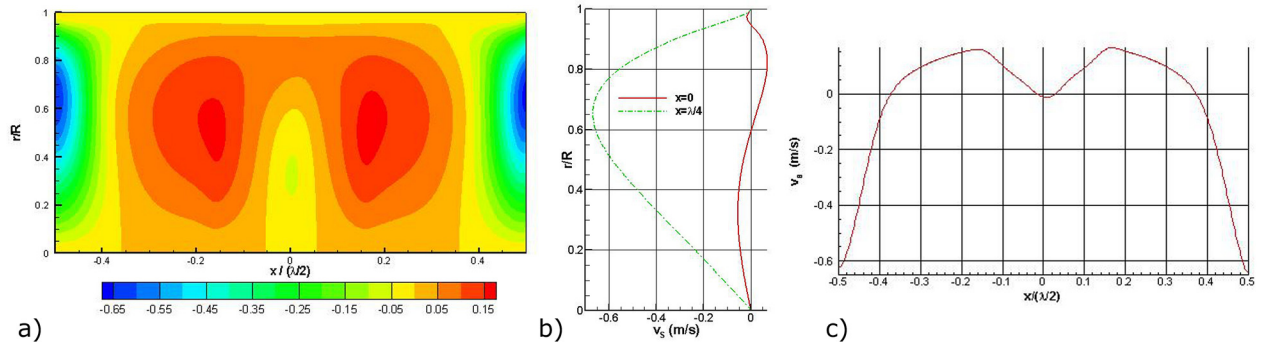 1
0.8
0.6
0.4
0.2
0
r/R
-0.4 -0.2 0 0.2 0.4
x / (λ/2)
-0.65 -0.55 -0.45 -0.35 -0.25 -0.15 -0.05 0.05 0.15
a)
1
0.8
0.6
0.4
0.2
0
r/R
x=0
x=λ/4
-0.6 -0.4 -0.2 0
vS (m/s)
b)
0
-0.2
-0.4
-0.6
vs (m/s)
-0.5 -0.4 -0.3 -0.2 -0.1 0 0.1 0.2 0.3 0.4 0.5
x/(λ/2)
c)